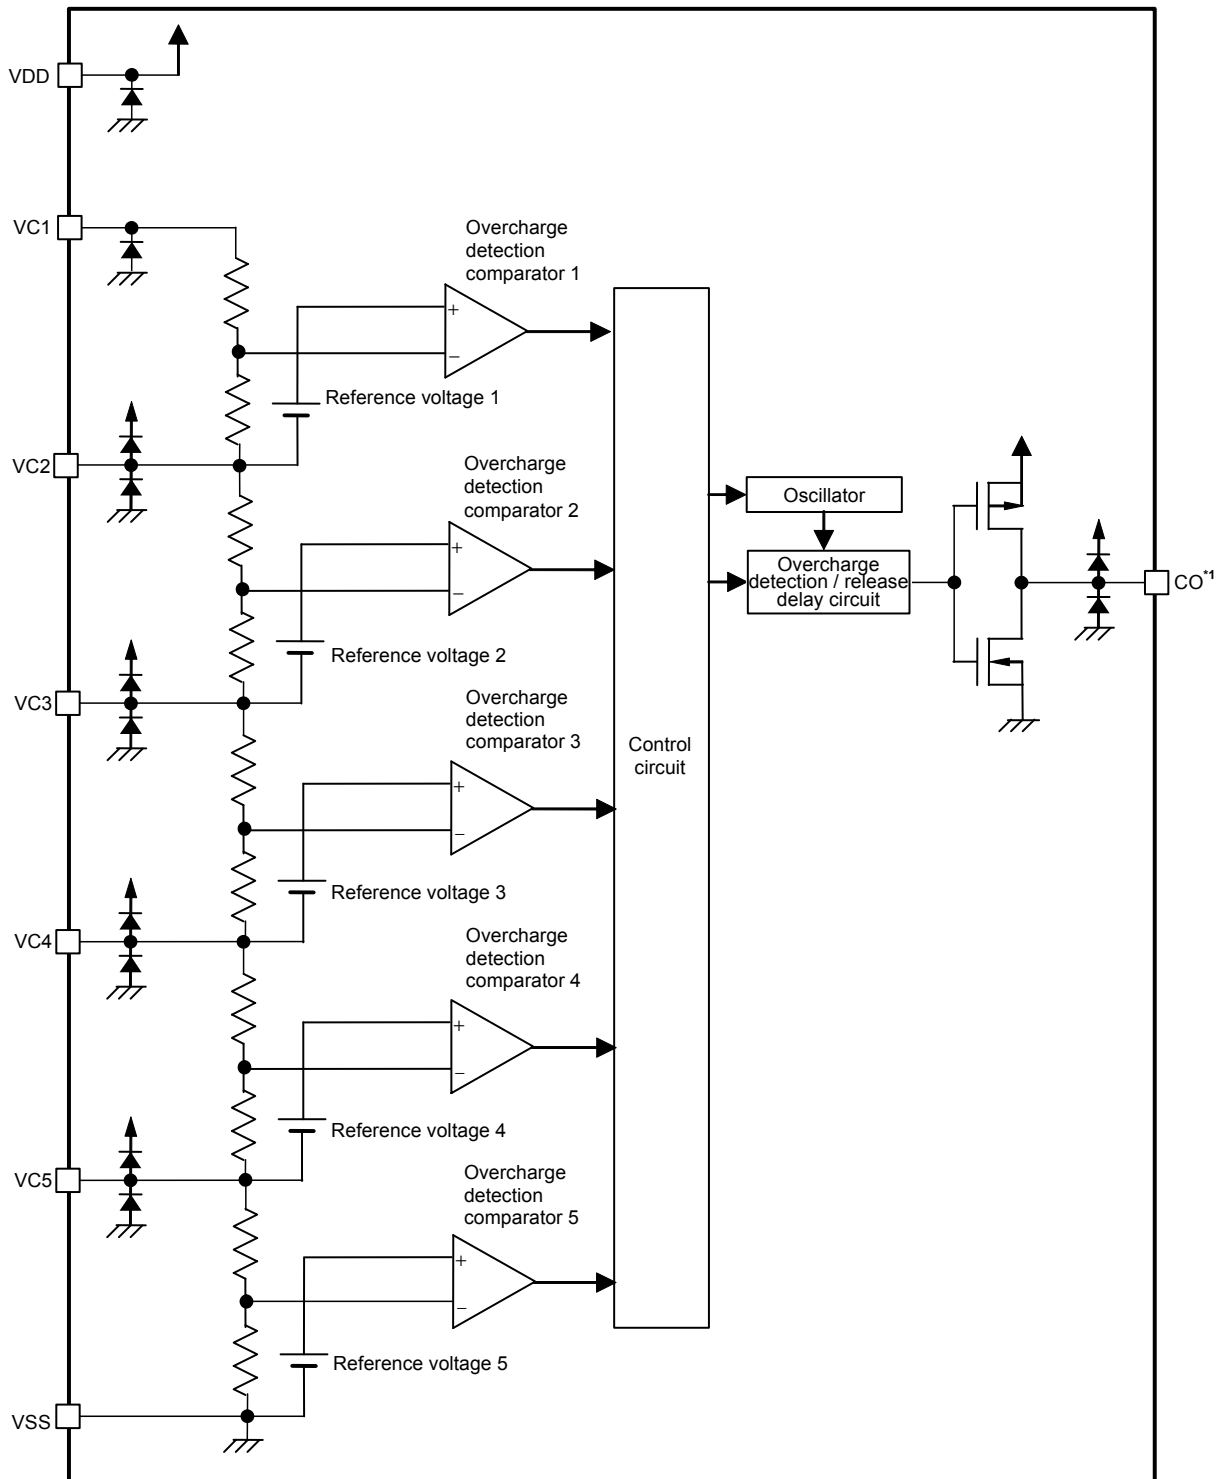 VDD
VC1
Overcharge
detection
comparator 1
+
−
Reference voltage 1
VC2
Overcharge
detection
comparator 2
+
−
Oscillator
Overcharge
detection / release
delay circuit
CO*1
Reference voltage 2
VC3
Overcharge
detection
comparator 3
+
−
Control
circuit
Reference voltage 3
VC4
Overcharge
detection
comparator 4
+
−
Reference voltage 4
VC5
Overcharge
detection
comparator 5
+
−
Reference voltage 5
VSS